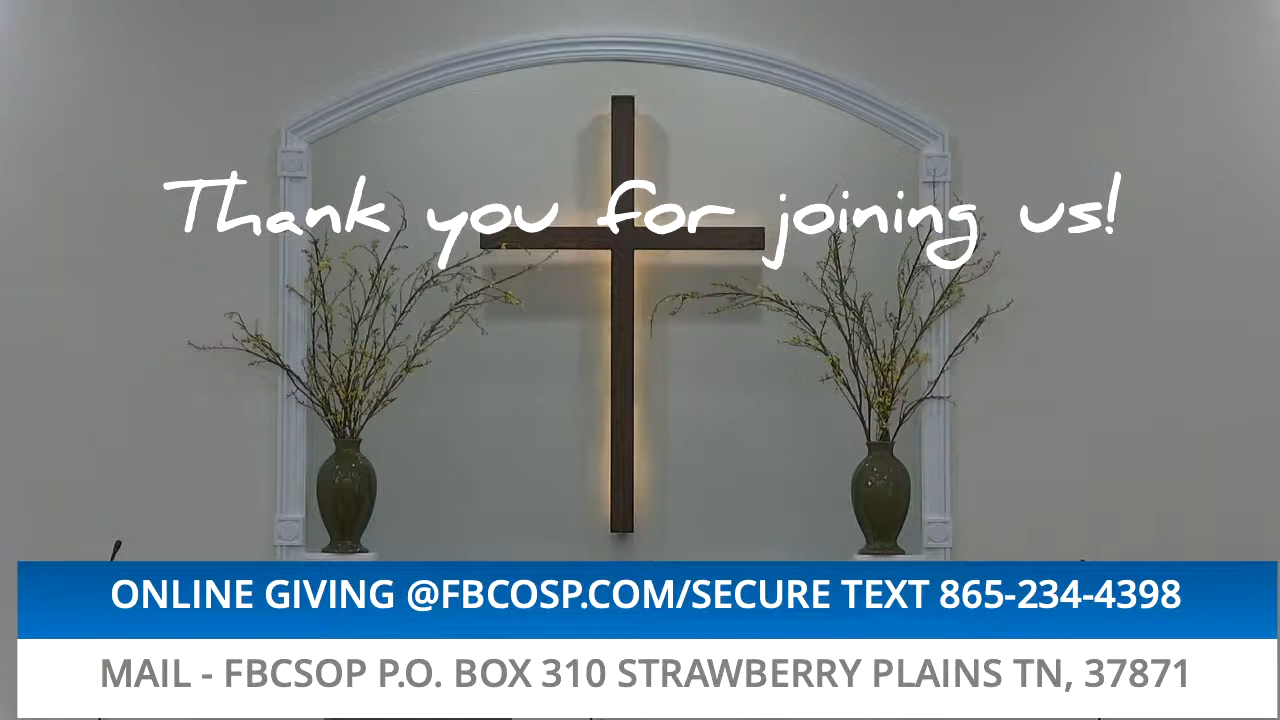 Thank you for joining us!
ONLINE GIVING @FBCOSP.COM/SECURE TEXT 865-234-4398
MAIL - FBCSOP P.O. BOX 310 STRAWBERRY PLAINS TN, 37871